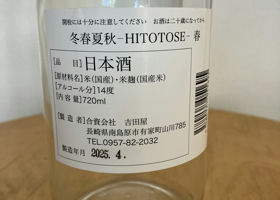 開栓には十分に注意してください　お酒は二十歳になってから
冬春夏秋-HITOTOSE- 春
［品　　目］日本酒
［原材料名］米(国産)・米麹(国産米)
［アルコール分］14度
［内 容 量］720ml
［製 造 者］合資会社　吉田屋
長崎県南島原市有家町山川785
TEL.0957-82-2032
製造年月 2025.4.